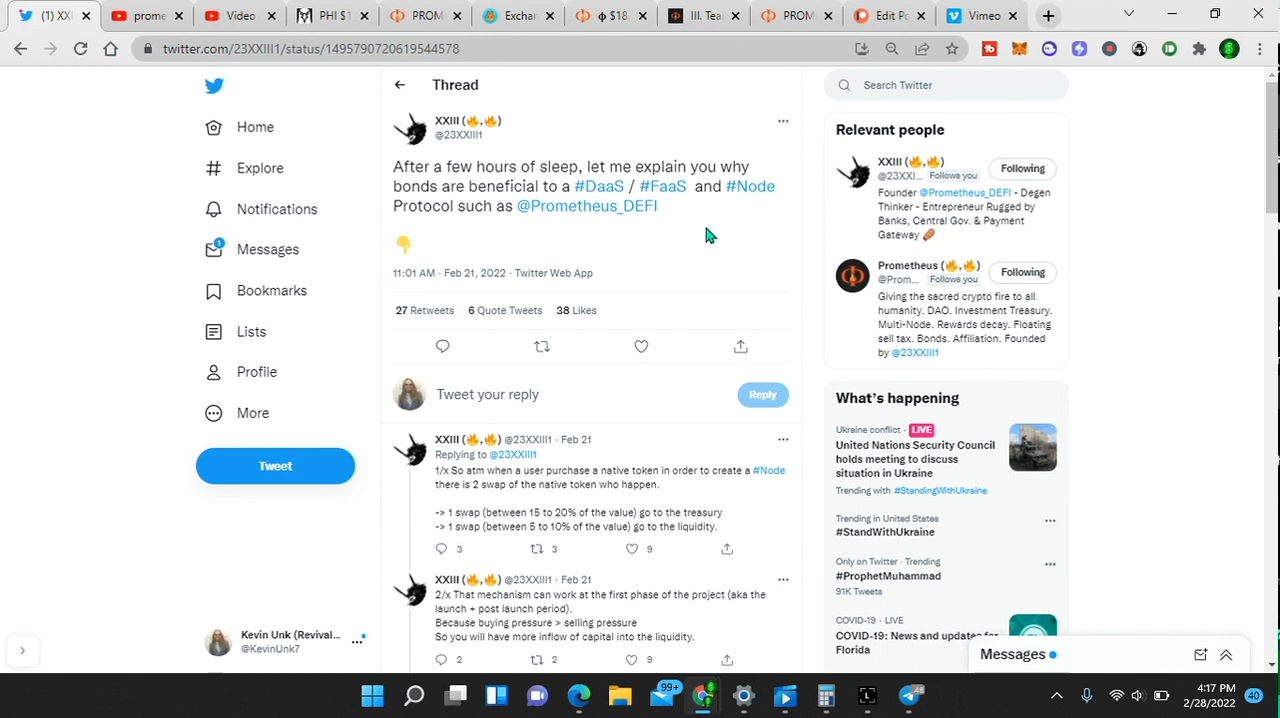 (1) XXI
prome
Video
PHI $1
PROM
Exchan
ф $18.
III. Tea
PROM
Edit Po
Vimeo
twitter.com/23XXIII1/status/1495790720619544578
Home
Explore
Notifications
1
Messages
Bookmarks
Lists
Profile
More
Tweet
Kevin Unk (Revival...
@KevinUnk7
Thread
XXIII (🔥,🔥)
@23XXIII1
After a few hours of sleep, let me explain you why
bonds are beneficial to a #DaaS / #FaaS and #Node
Protocol such as @Prometheus_DEFI
👇
11:01 AM · Feb 21, 2022 · Twitter Web App
27 Retweets 6 Quote Tweets 38 Likes
Tweet your reply
Reply
XXIII (🔥,🔥) @23XXIII1 · Feb 21
Replying to @23XXIII1
1/x So atm when a user purchase a native token in order to create a #Node
there is 2 swap of the native token who happen.
-> 1 swap (between 15 to 20% of the value) go to the treasury
-> 1 swap (between 5 to 10% of the value) go to the liquidity.
3 3 9
XXIII (🔥,🔥) @23XXIII1 · Feb 21
2/x That mechanism can work at the first phase of the project (aka the
launch + post launch period).
Because buying pressure > selling pressure
So you will have more inflow of capital into the liquidity.
2 2 9
Search Twitter
Relevant people
XXIII (🔥,🔥)
@23XXI... Follows you
Following
Founder @Prometheus_DEFI - Degen
Thinker - Entrepreneur Rugged by
Banks, Central Gov. & Payment
Gateway
Prometheus (🔥,🔥)
@Prom... Follows you
Following
Giving the sacred crypto fire to all
humanity. DAO. Investment Treasury.
Multi-Node. Rewards decay. Floating
sell tax. Bonds. Affiliation. Founded
by @23XXIII1
What's happening
Ukraine conflict · LIVE
United Nations Security Council
holds meeting to discuss
situation in Ukraine
Trending with #StandingWithUkraine
Trending in United States
#StandWithUkraine
Only on Twitter · Trending
#ProphetMuhammad
91K Tweets
COVID-19 · LIVE
COVID-19: News and updates for
Florida
Messages
99+
48
4:17 PM
2/28/2022
40